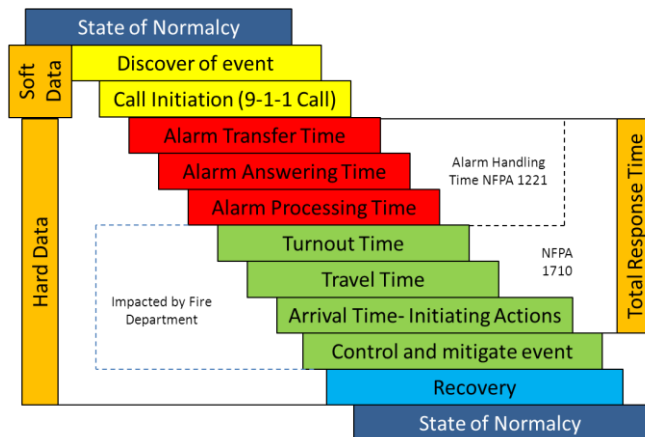 State of Normalcy
Soft
Data
Discover of event
Call Initiation (9-1-1 Call)
Alarm Transfer Time
Alarm Answering Time
Alarm Processing Time
Alarm Handling
Time NFPA 1221
Turnout Time
Travel Time
NFPA
1710
Arrival Time- Initiating Actions
Control and mitigate event
Impacted by Fire
Department
Hard Data
Total Response Time
Recovery
State of Normalcy